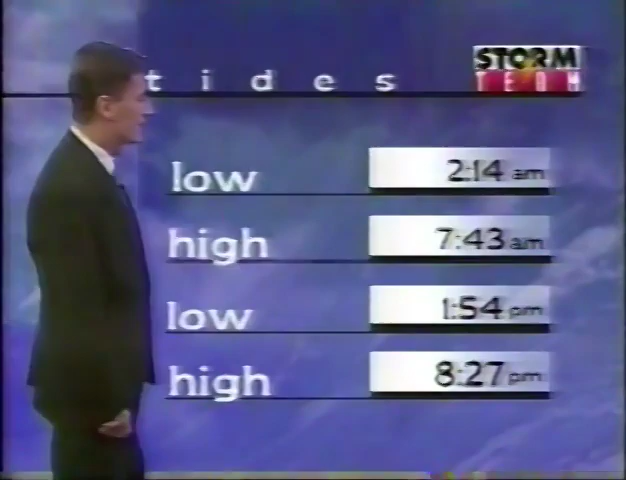 tides
STORM
TEAM
low 2:14 am
high 7:43 am
low 1:54 pm
high 8:27 pm